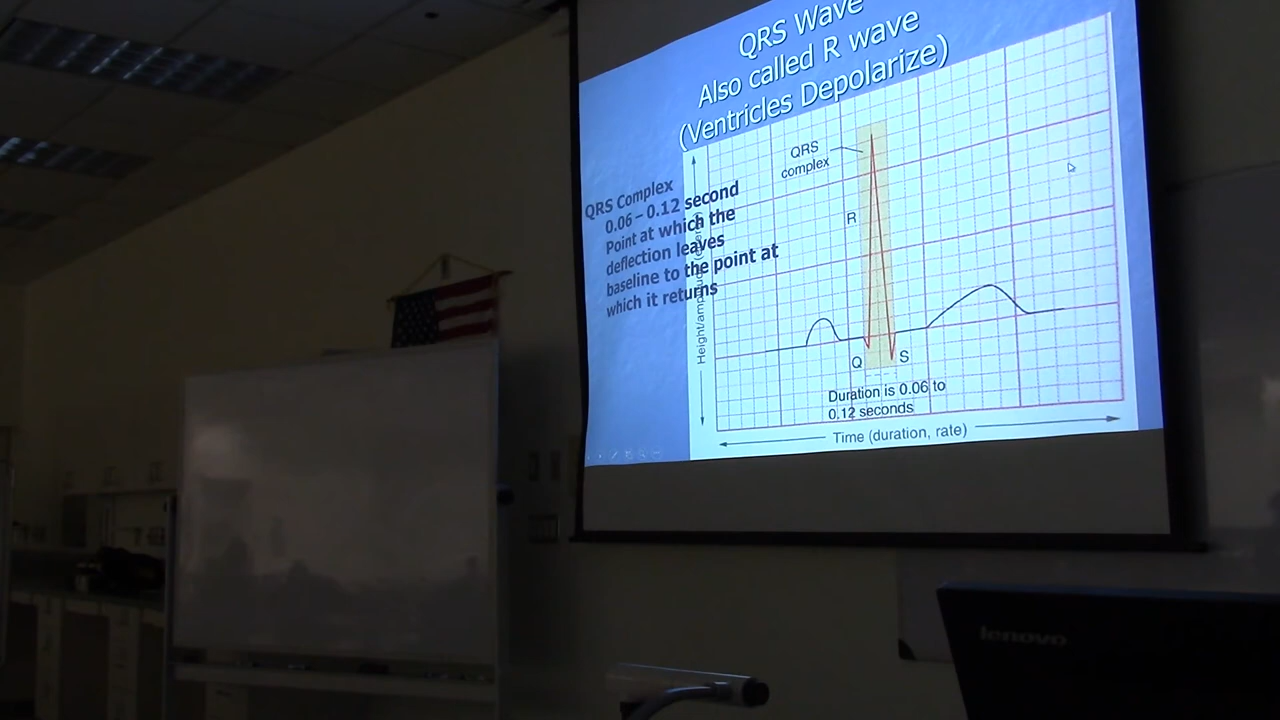 QRS Wave
Also called R wave
(Ventricles Depolarize)
QRS Complex
0.06 – 0.12 second
Point at which the
deflection leaves
baseline to the point at
which it returns
QRS
complex
R
Q
S
Duration is 0.06 to
0.12 seconds
Time (duration, rate)
lenovo